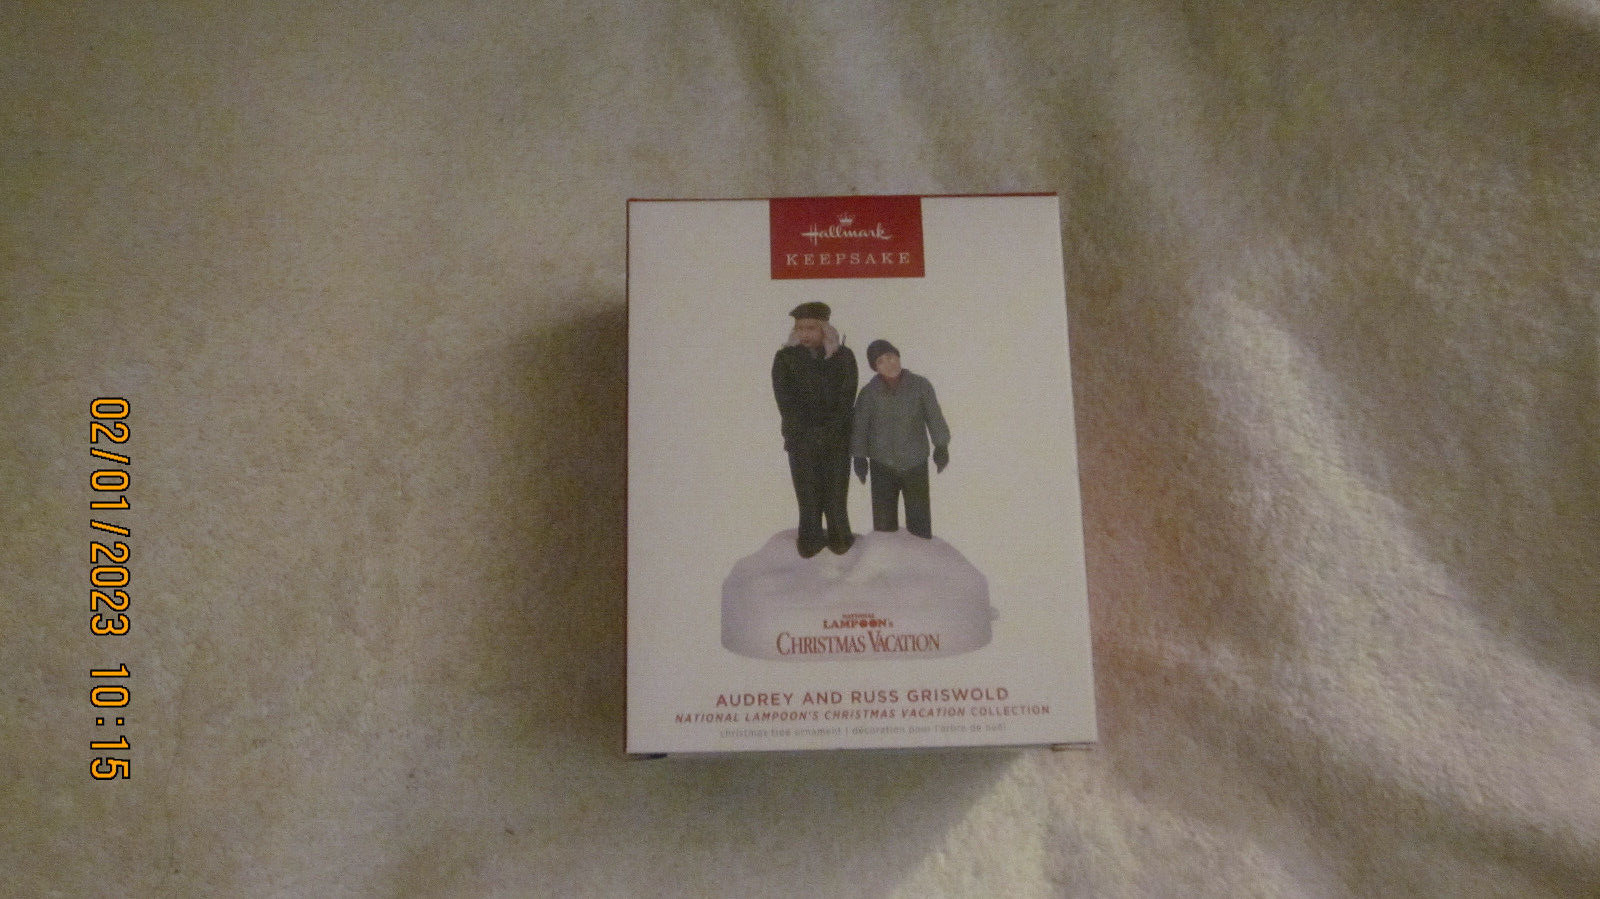 Hallmark
KEEPSAKE
NATIONAL
LAMPOON's
CHRISTMAS VACATION
AUDREY AND RUSS GRISWOLD
NATIONAL LAMPOON'S CHRISTMAS VACATION COLLECTION
christmas tree ornament | décoration pour l'arbre de noël
02/01/2023 10:15